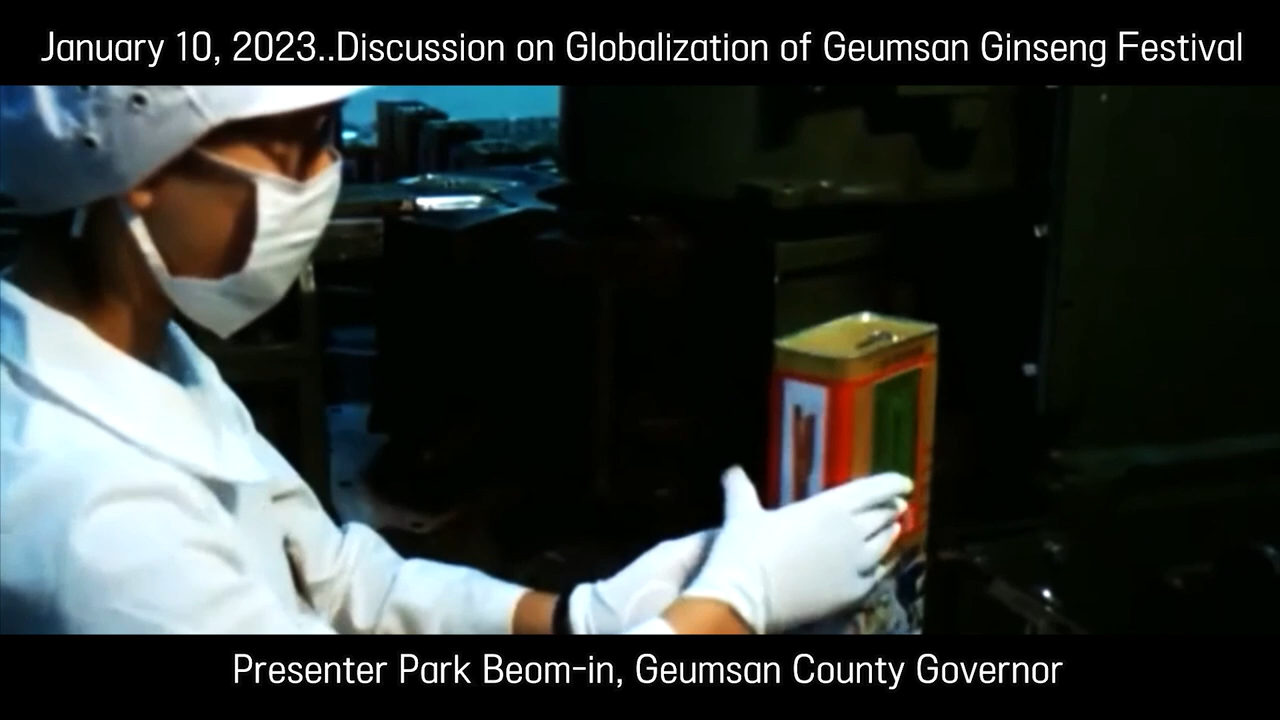 January 10, 2023..Discussion on Globalization of Geumsan Ginseng Festival
Presenter Park Beom-in, Geumsan County Governor